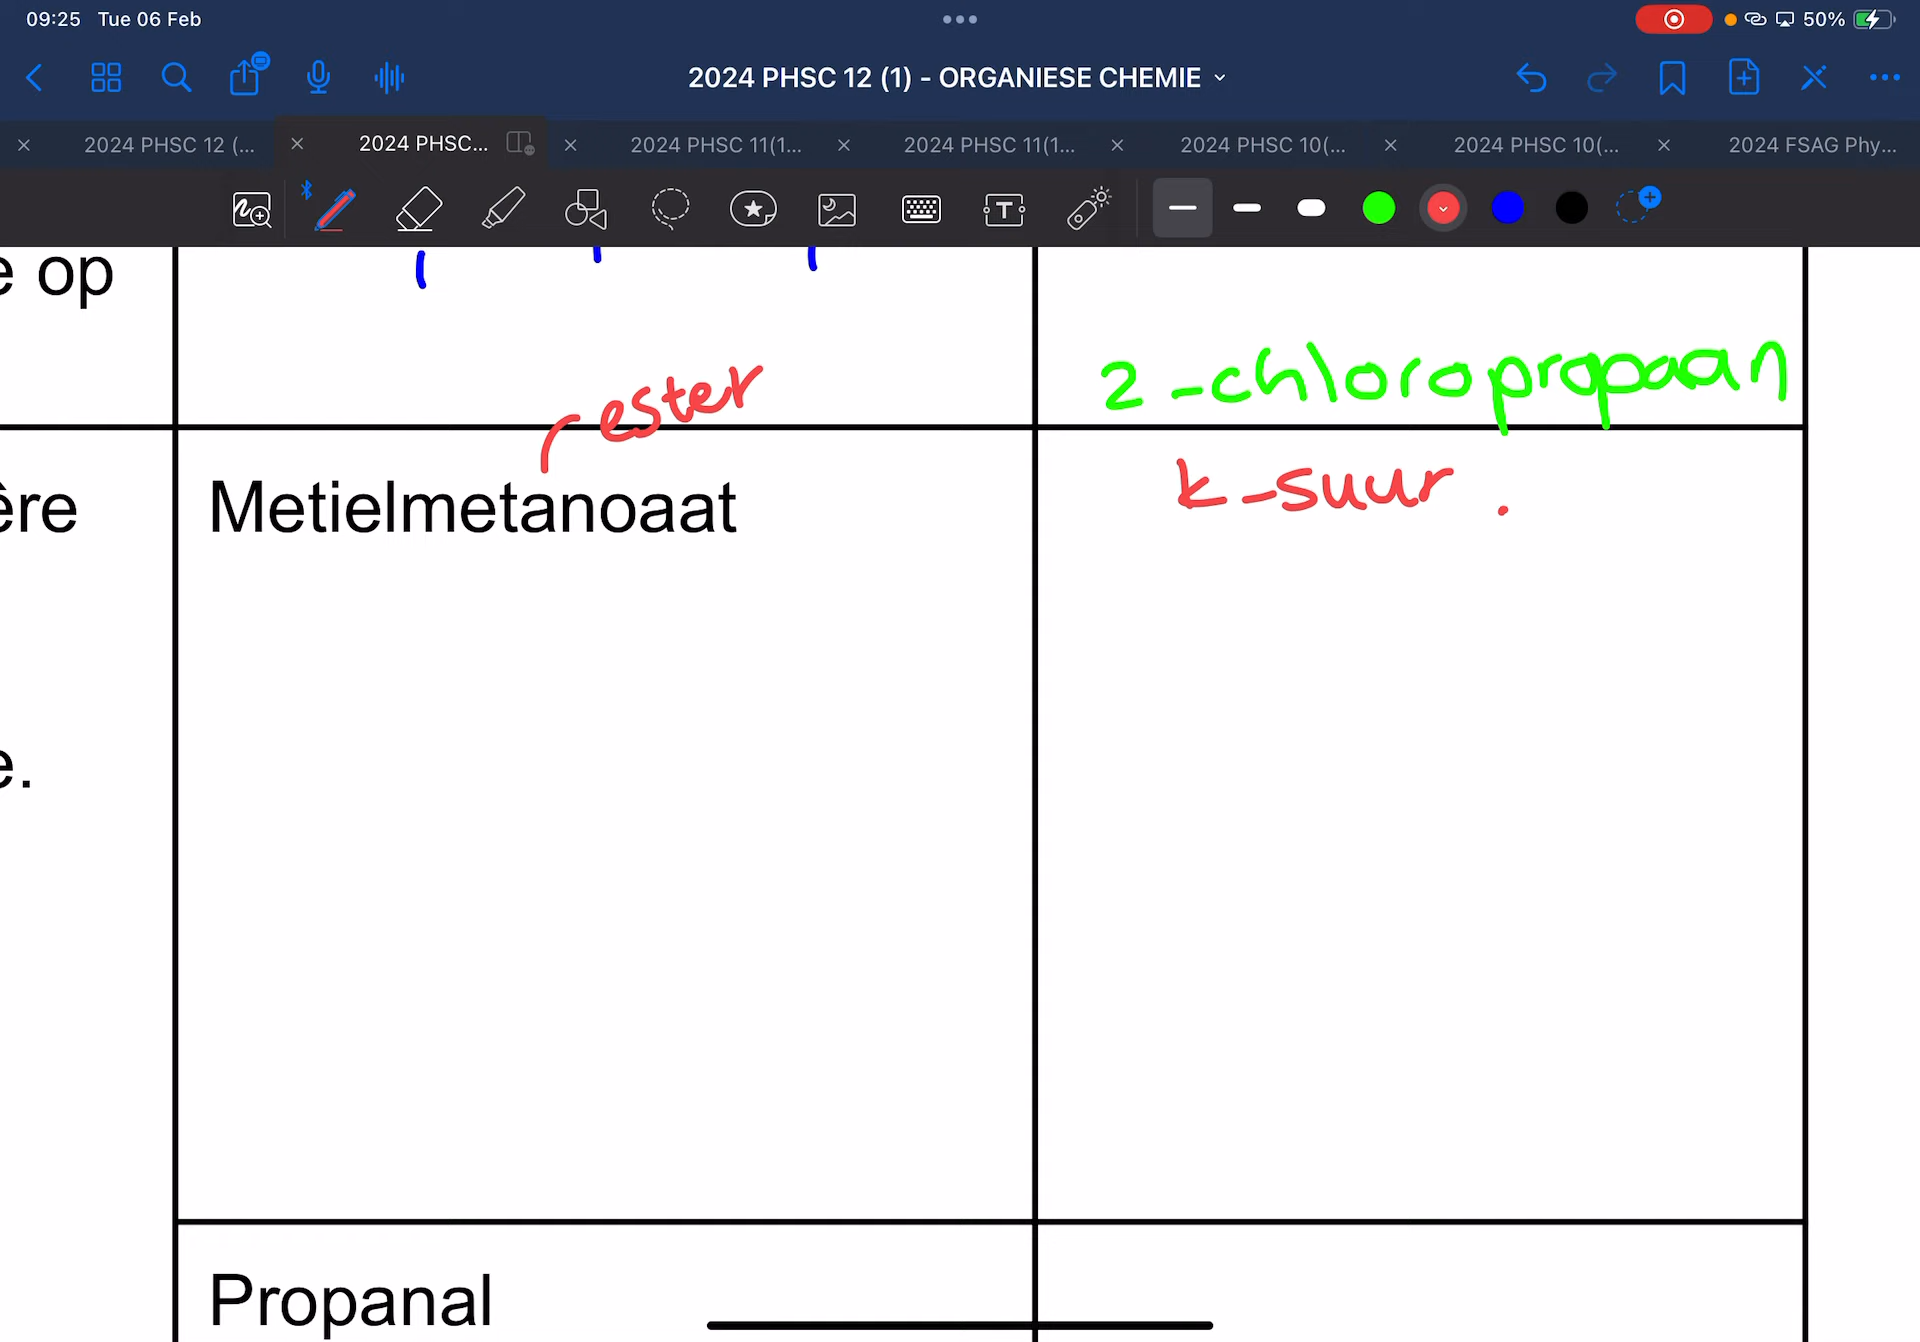 09:25 Tue 06 Feb
50%
2024 PHSC 12 (1) - ORGANIESE CHEMIE
2024 PHSC 12 (...
2024 PHSC...
2024 PHSC 11(1...
2024 PHSC 11(1...
2024 PHSC 10(...
2024 PHSC 10(...
2024 FSAG Phy...
e op
2-chloropropaan
ester
k-suur .
êre
Metielmetanoaat
e.
Propanal